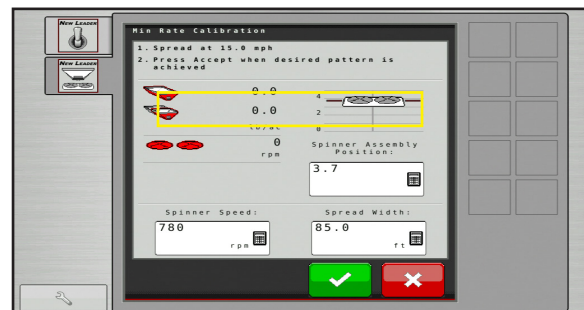 New Leader
New Leader
Min Rate Calibration
1. Spread at 15.0 mph
2. Press Accept when desired pattern is
achieved
0.0
0.0
lb/ac
4
2
0
0
rpm
Spinner Assembly
Position:
3.7
Spinner Speed:
780
rpm
Spread Width:
85.0
ft